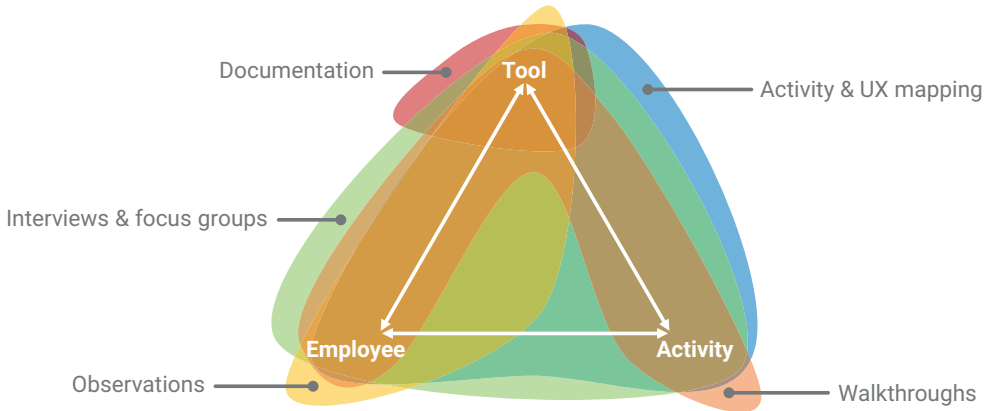 Tool
Documentation
Activity & UX mapping
Interviews & focus groups
Employee
Activity
Observations
Walkthroughs